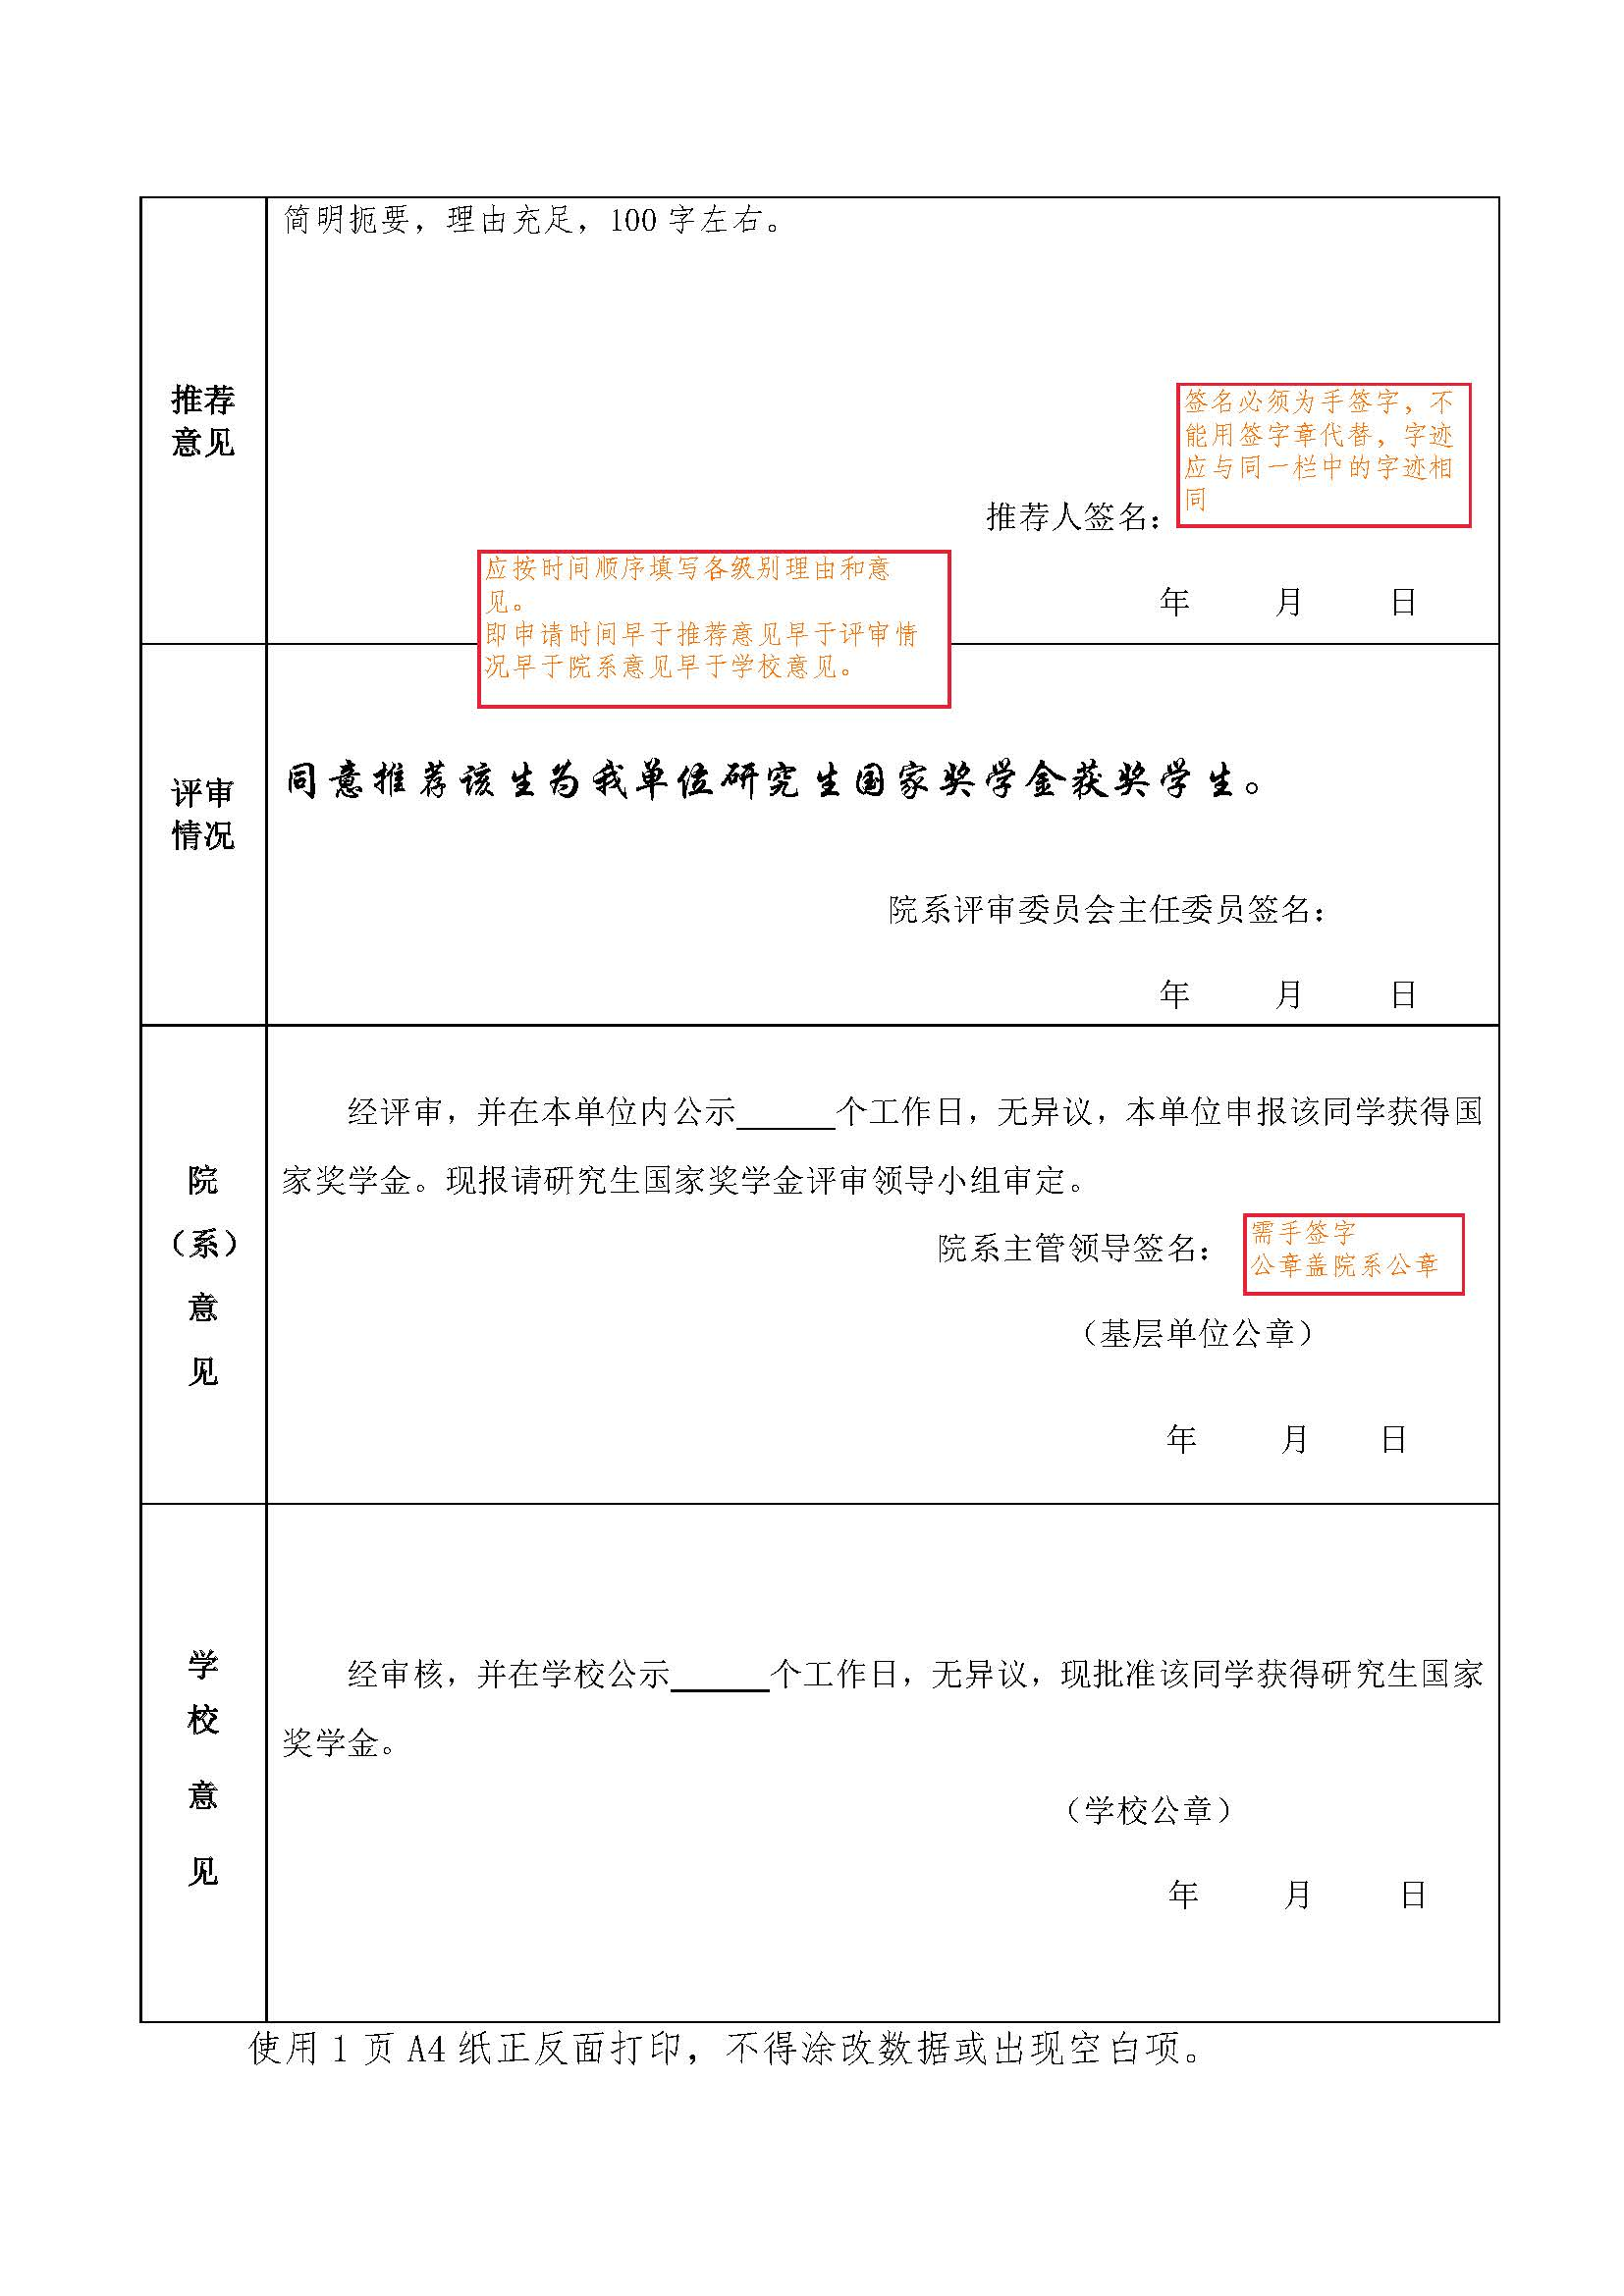 简明扼要，理由充足，100 字左右。
推荐
意见
签名必须为手签字，不
能用签字章代替，字迹
应与同一栏中的字迹相
同
推荐人签名：
应按时间顺序填写各级别理由和意
见。
即申请时间早于推荐意见早于评审情
况早于院系意见早于学校意见。
年 月 日
评审
情况
同意推荐该生为我单位研究生国家奖学金获奖学生。
院系评审委员会主任委员签名：
年 月 日
院
（系）
意
见
经评审，并在本单位内公示______个工作日，无异议，本单位申报该同学获得国
家奖学金。现报请研究生国家奖学金评审领导小组审定。
院系主管领导签名：
需手签字
公章盖院系公章
（基层单位公章）
年 月 日
学
校
意
见
经审核，并在学校公示______个工作日，无异议，现批准该同学获得研究生国家
奖学金。
（学校公章）
年 月 日
使用 1 页 A4 纸正反面打印，不得涂改数据或出现空白项。